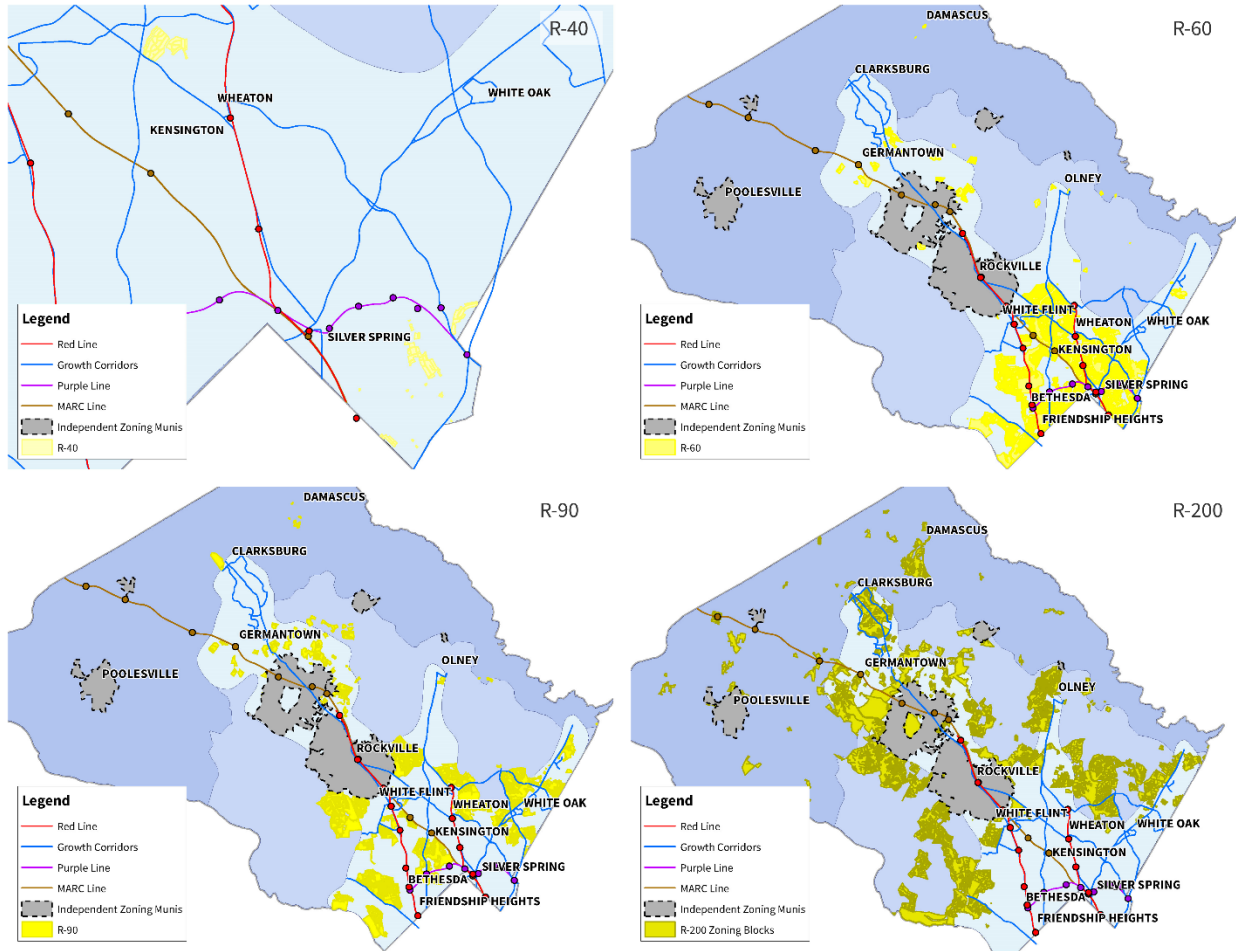 R-40
WHEATON
WHITE OAK
KENSINGTON
SILVER SPRING
Legend
Red Line
Growth Corridors
Purple Line
MARC Line
Independent Zoning Munis
R-40
DAMASCUS
R-60
CLARKSBURG
GERMANTOWN
OLNEY
POOLESVILLE
ROCKVILLE
WHITE FLINT
WHEATON
WHITE OAK
KENSINGTON
SILVER SPRING
BETHESDA
FRIENDSHIP HEIGHTS
Legend
Red Line
Growth Corridors
Purple Line
MARC Line
Independent Zoning Munis
R-60
DAMASCUS
R-90
CLARKSBURG
GERMANTOWN
OLNEY
POOLESVILLE
ROCKVILLE
WHITE FLINT
WHEATON
WHITE OAK
KENSINGTON
SILVER SPRING
BETHESDA
FRIENDSHIP HEIGHTS
Legend
Red Line
Growth Corridors
Purple Line
MARC Line
Independent Zoning Munis
R-90
R-200
DAMASCUS
CLARKSBURG
GERMANTOWN
OLNEY
POOLESVILLE
ROCKVILLE
WHITE FLINT
WHEATON
WHITE OAK
KENSINGTON
SILVER SPRING
BETHESDA
FRIENDSHIP HEIGHTS
Legend
Red Line
Growth Corridors
Purple Line
MARC Line
Independent Zoning Munis
R-200 Zoning Blocks